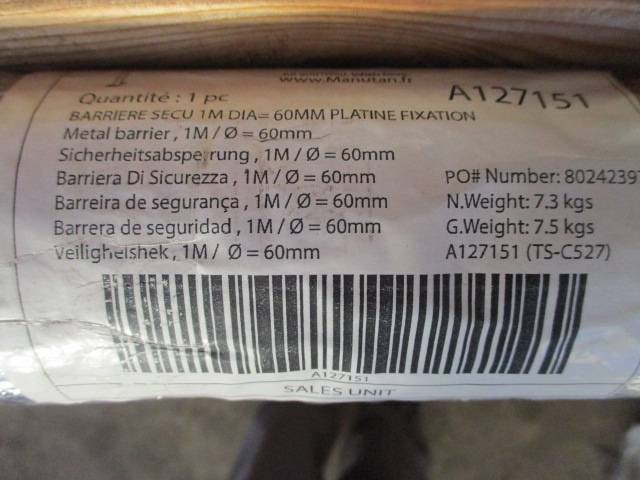 www.Manutan.fr
Quantité : 1 pc
A127151
BARRIERE SECU 1M DIA= 60MM PLATINE FIXATION
Metal barrier , 1M / Ø = 60mm
Sicherheitsabsperrung , 1M / Ø = 60mm
Barriera Di Sicurezza , 1M / Ø = 60mm
Barreira de segurança , 1M / Ø = 60mm
Barrera de seguridad , 1M / Ø = 60mm
Veiligheishek , 1M / Ø = 60mm
PO# Number: 8024239
N.Weight: 7.3 kgs
G.Weight: 7.5 kgs
A127151 (TS-C527)
A127151
SALES UNIT